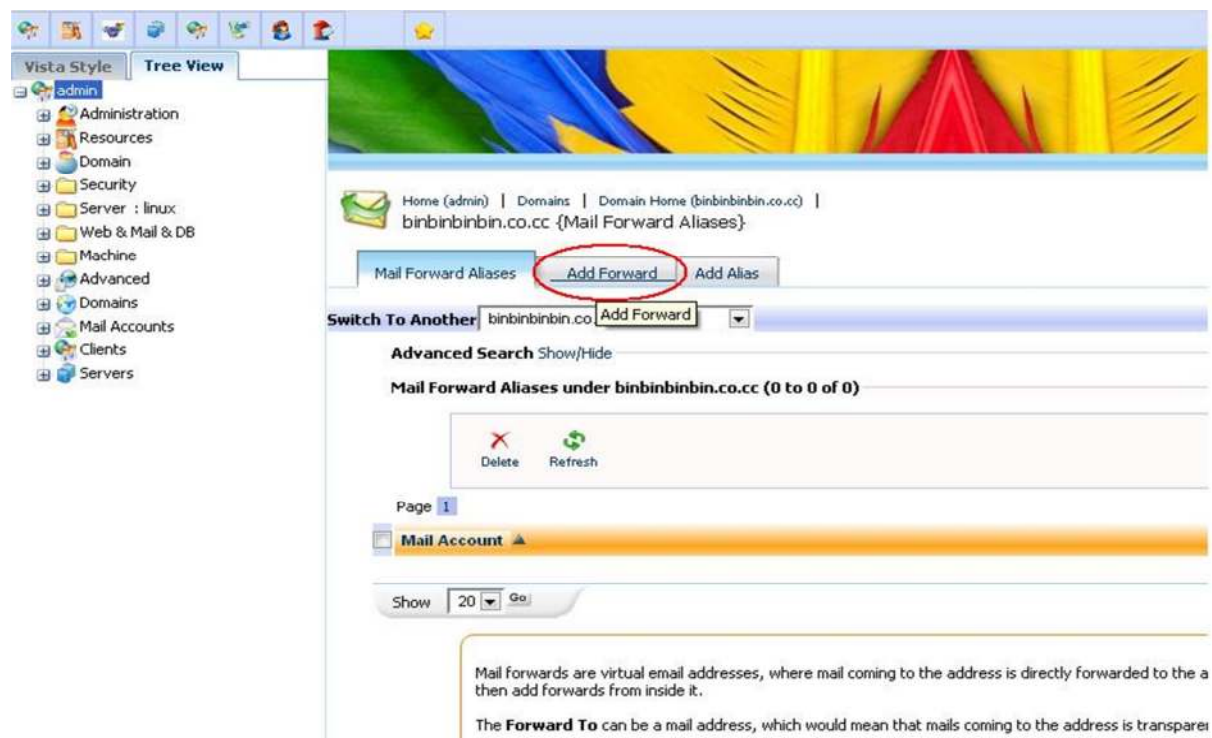 Vista Style Tree View
admin
Administration
Resources
Domain
Security
Server : linux
Web & Mail & DB
Machine
Advanced
Domains
Mail Accounts
Clients
Servers
Home (admin) | Domains | Domain Home (binbinbinbin.co.cc) |
binbinbinbin.co.cc {Mail Forward Aliases}
Mail Forward Aliases Add Forward Add Alias
Switch To Another binbinbinbin.co. Add Forward
Advanced Search Show/Hide
Mail Forward Aliases under binbinbinbin.co.cc (0 to 0 of 0)
Delete Refresh
Page 1
Mail Account
Show 20 Go
Mail forwards are virtual email addresses, where mail coming to the address is directly forwarded to the a
then add forwards from inside it.
The Forward To can be a mail address, which would mean that mails coming to the address is transparei